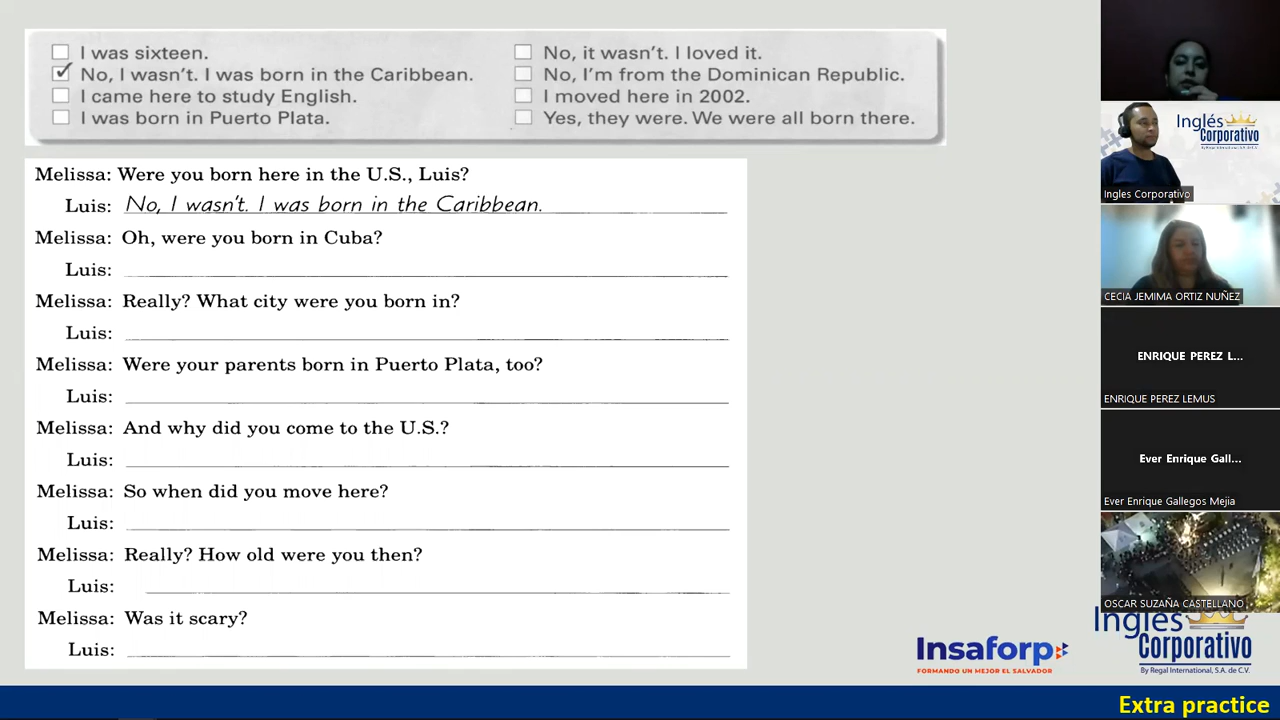 I was sixteen.
No, I wasn't. I was born in the Caribbean.
I came here to study English.
I was born in Puerto Plata.
No, it wasn't. I loved it.
No, I'm from the Dominican Republic.
I moved here in 2002.
Yes, they were. We were all born there.
Melissa: Were you born here in the U.S., Luis?
Luis: No, I wasn't. I was born in the Caribbean.
Melissa: Oh, were you born in Cuba?
Luis:
Melissa: Really? What city were you born in?
Luis:
Melissa: Were your parents born in Puerto Plata, too?
Luis:
Melissa: And why did you come to the U.S.?
Luis:
Melissa: So when did you move here?
Luis:
Melissa: Really? How old were you then?
Luis:
Melissa: Was it scary?
Luis:
Inglés
Corporativo
By Regal International, S.A. de C.V.
Ingles Corporativo
CECIA JEMIMA ORTIZ NUÑEZ
ENRIQUE PEREZ L...
ENRIQUE PEREZ LEMUS
Ever Enrique Gall...
Ever Enrique Gallegos Mejia
OSCAR SUZAÑA CASTELLANO
Insaforp
FORMANDO UN MEJOR EL SALVADOR
Inglés
Corporativo
By Regal International, S.A. de C.V.
Extra practice